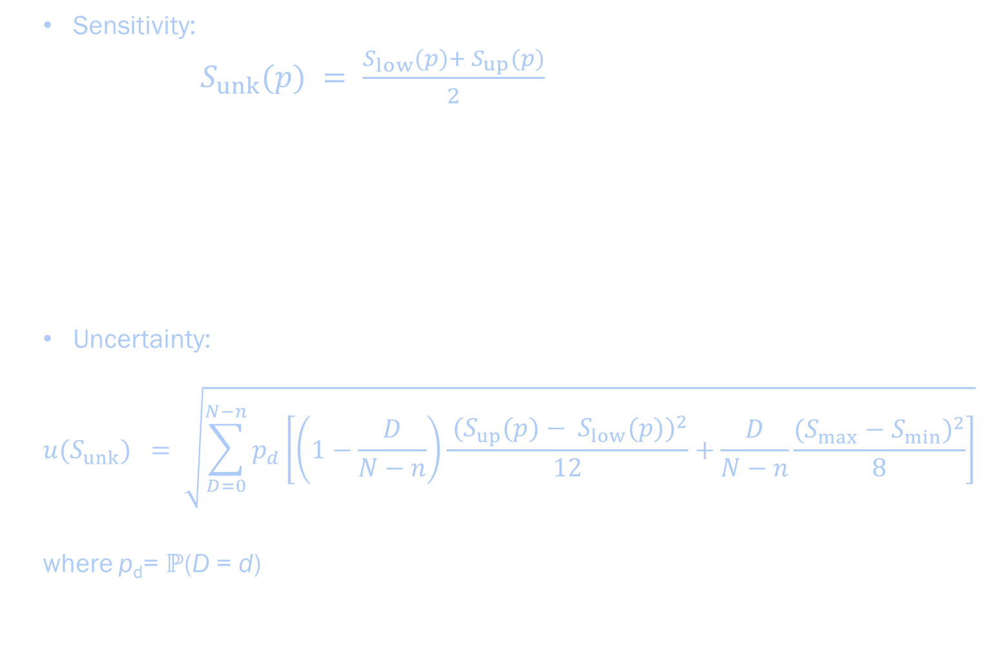 • Sensitivity:
S_unk(p) = (S_low(p)+ S_up(p))/2
• Uncertainty:
u(S_unk) = √(∑_{D=0}^{N−n} p_d [(1 − D/(N − n)) (S_up(p) − S_low(p))²/12 + D/(N − n) (S_max − S_min)²/8])
where p_d= ℙ(D = d)